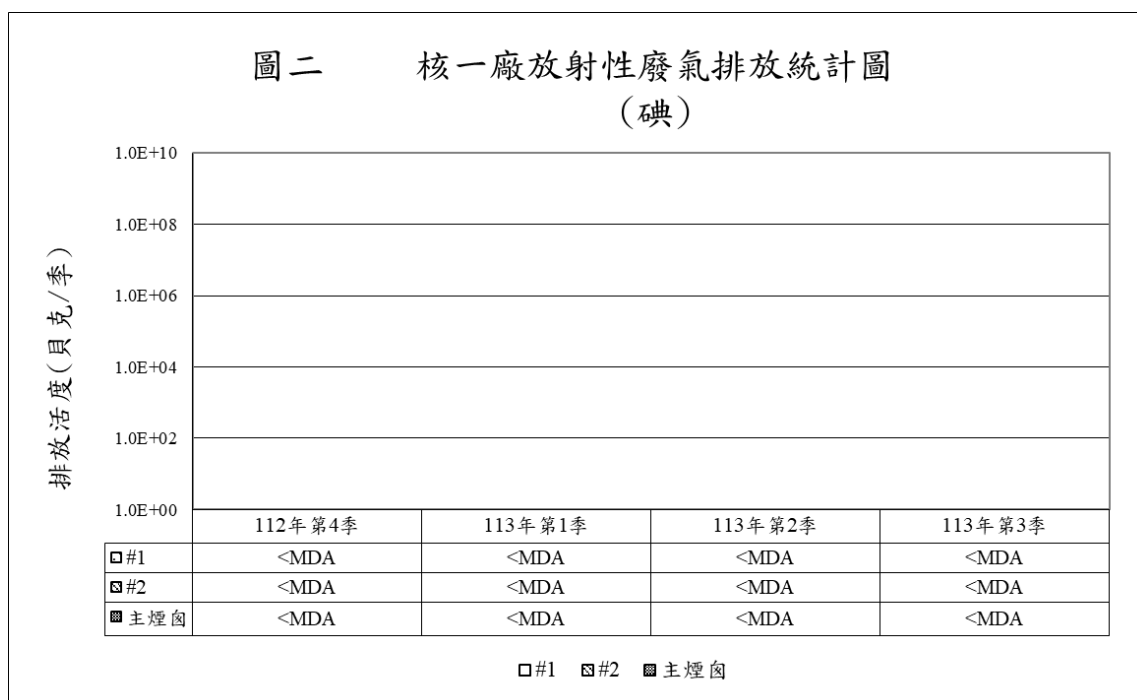 圖二 核一廠放射性廢氣排放統計圖
(碘)
排放活度(貝克/季)
1.0E+10
1.0E+08
1.0E+06
1.0E+04
1.0E+02
1.0E+00
112年第4季 113年第1季 113年第2季 113年第3季
#1 <MDA <MDA <MDA <MDA
#2 <MDA <MDA <MDA <MDA
主煙囪 <MDA <MDA <MDA <MDA
#1 #2 主煙囪